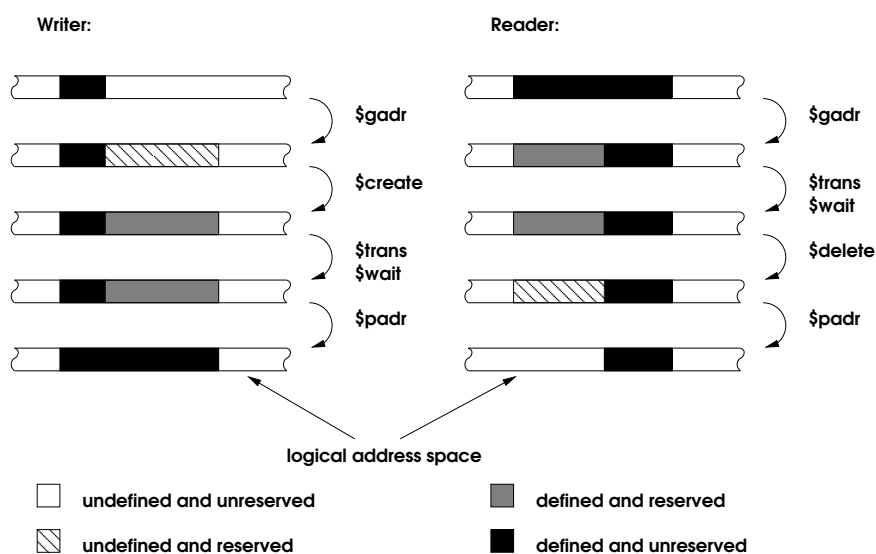 Writer:
Reader:
$gadr
$gadr
$create
$trans
$wait
$trans
$wait
$delete
$padr
$padr
logical address space
undefined and unreserved
defined and reserved
undefined and reserved
defined and unreserved